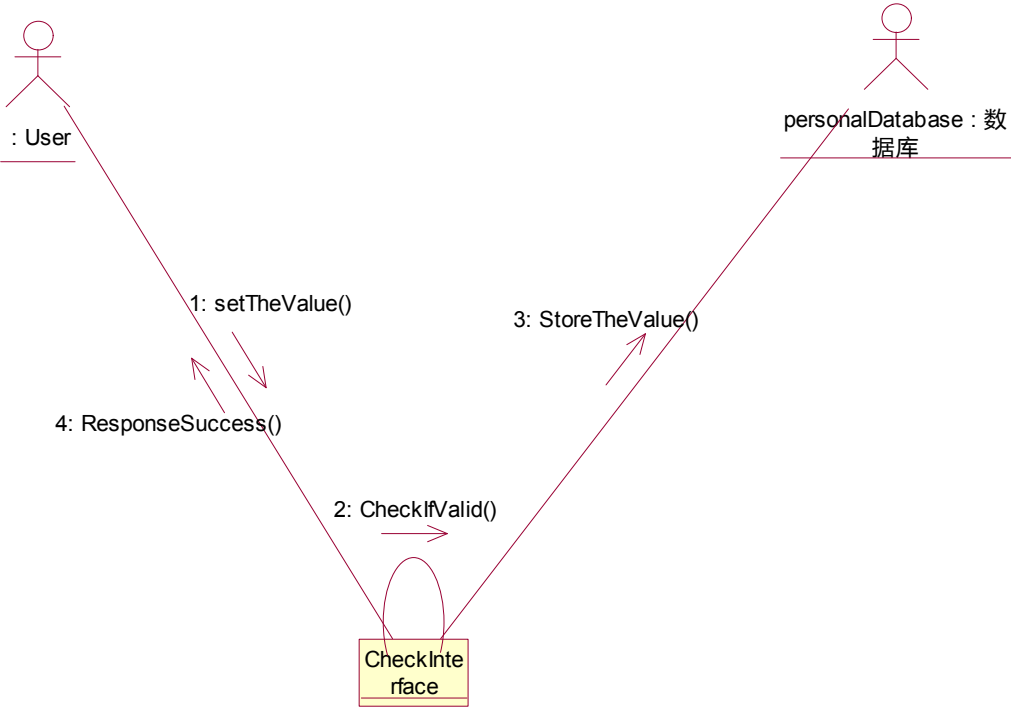 : User
personalDatabase : 数
据库
1: setTheValue()
3: StoreTheValue()
4: ResponseSuccess()
2: CheckIfValid()
CheckInte
rface